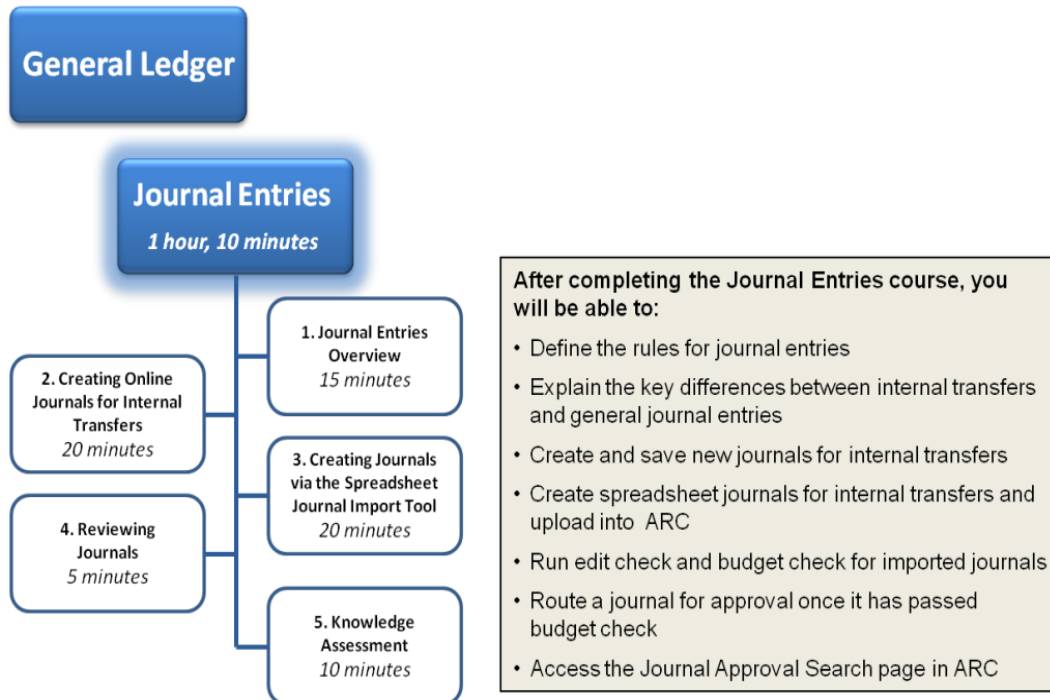 General Ledger
Journal Entries
1 hour, 10 minutes
1. Journal Entries
Overview
15 minutes
2. Creating Online
Journals for Internal
Transfers
20 minutes
3. Creating Journals
via the Spreadsheet
Journal Import Tool
20 minutes
4. Reviewing
Journals
5 minutes
5. Knowledge
Assessment
10 minutes
After completing the Journal Entries course, you
will be able to:
• Define the rules for journal entries
• Explain the key differences between internal transfers
and general journal entries
• Create and save new journals for internal transfers
• Create spreadsheet journals for internal transfers and
upload into ARC
• Run edit check and budget check for imported journals
• Route a journal for approval once it has passed
budget check
• Access the Journal Approval Search page in ARC